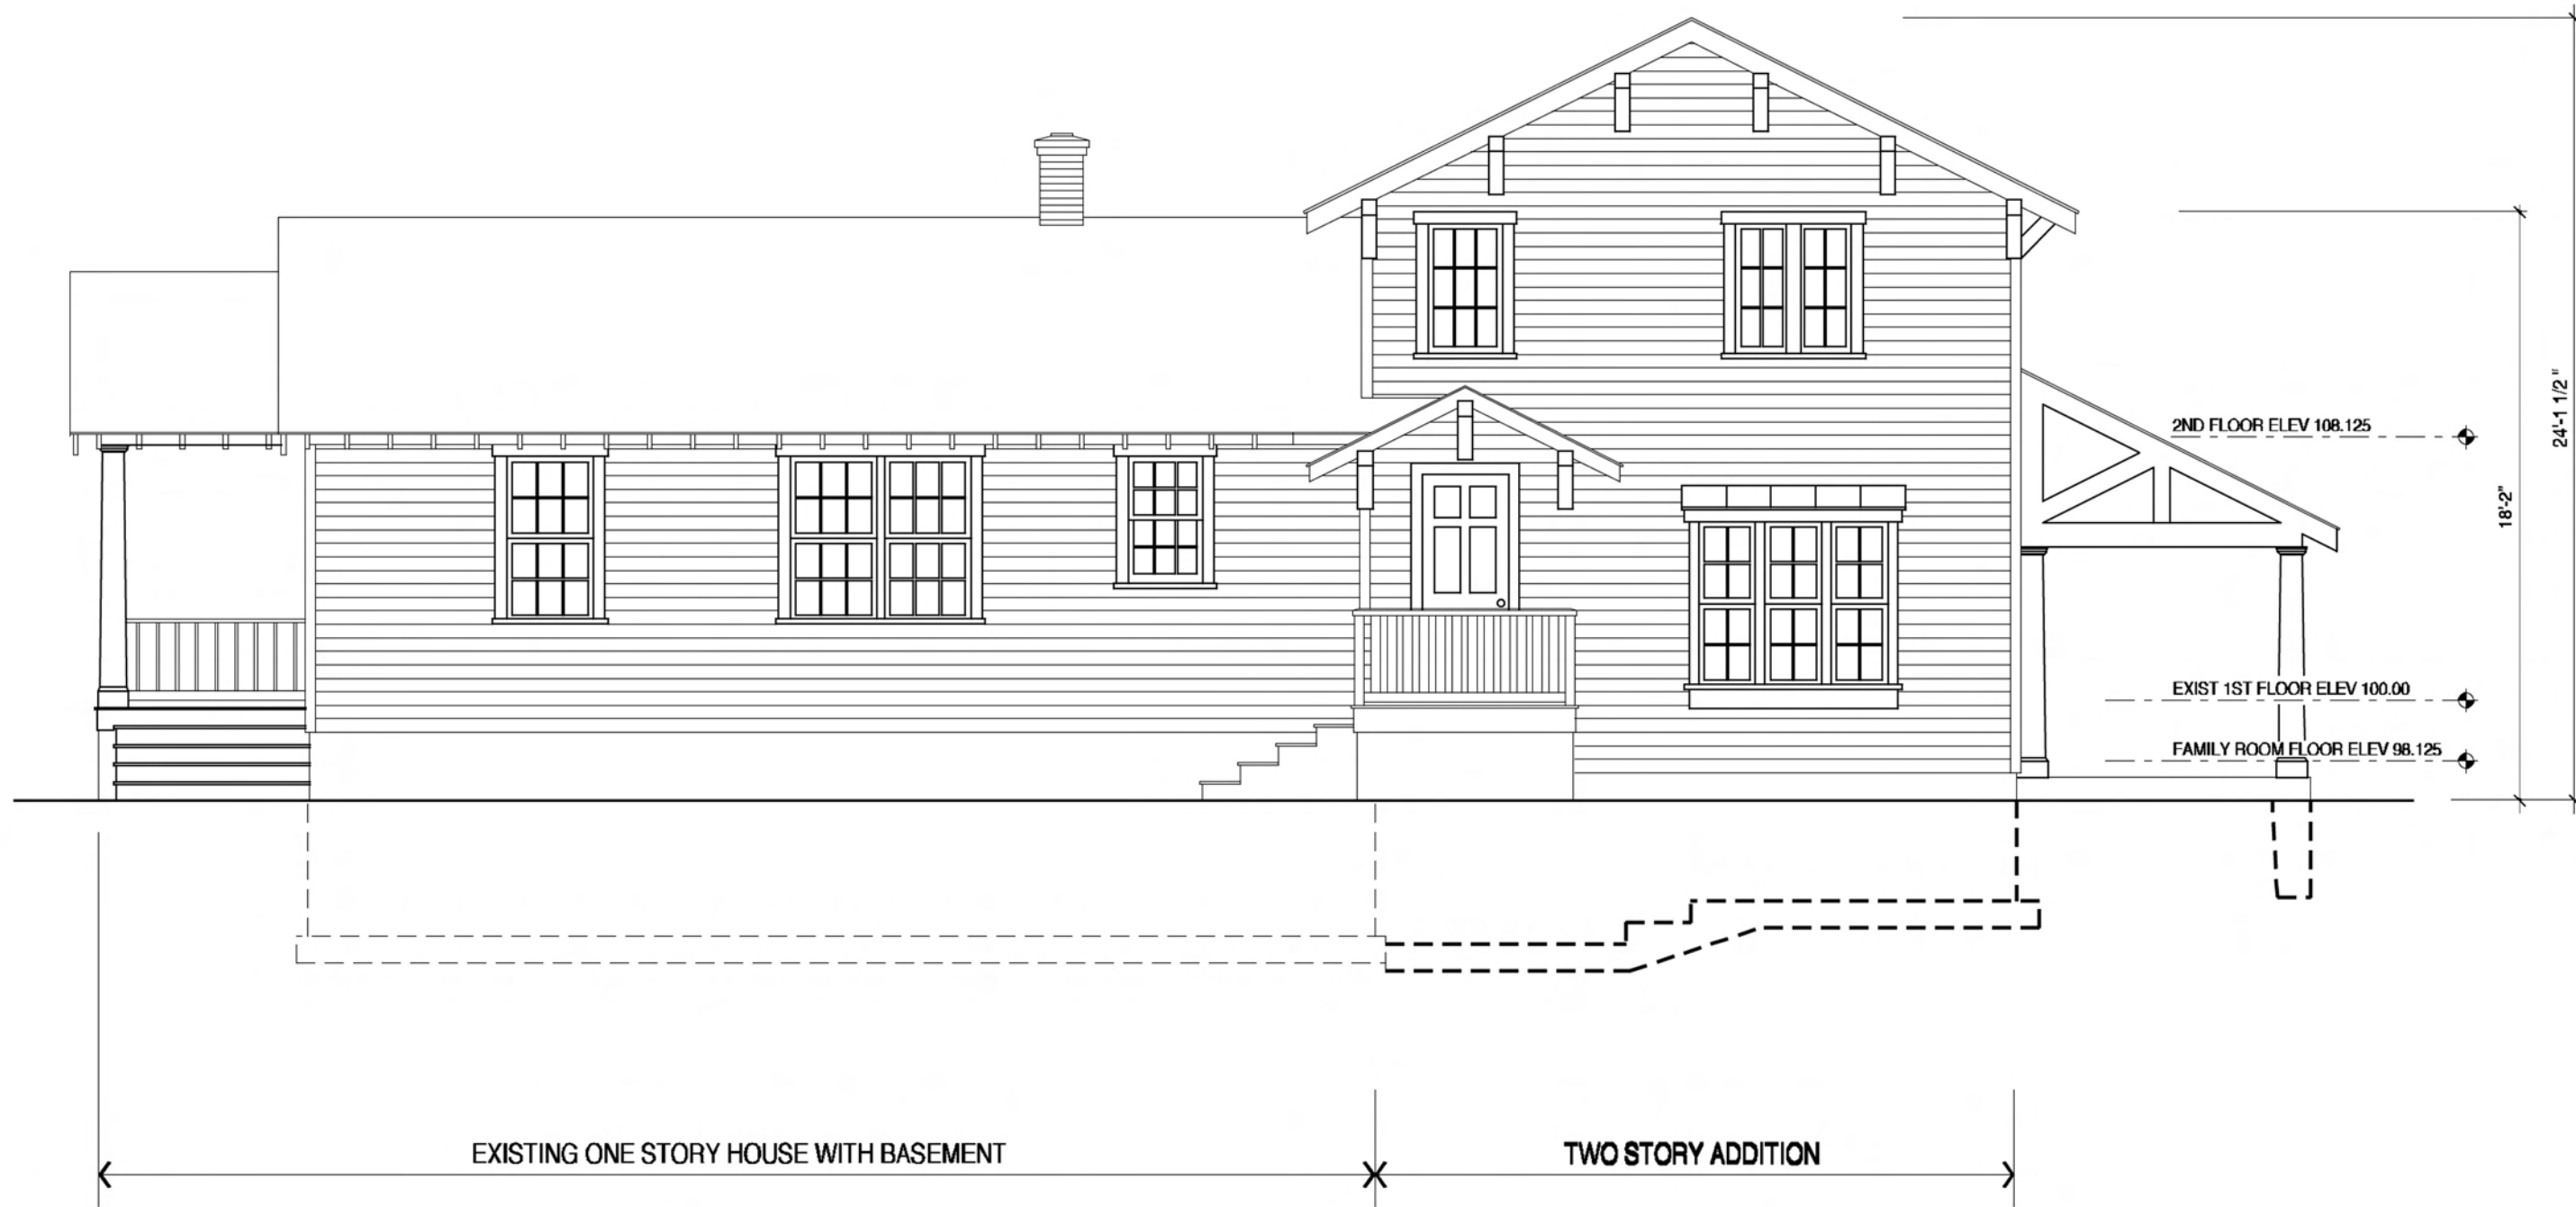 24'-1 1/2"
2ND FLOOR ELEV 108.125
18'-2"
EXIST 1ST FLOOR ELEV 100.00
FAMILY ROOM FLOOR ELEV 98.125
EXISTING ONE STORY HOUSE WITH BASEMENT
TWO STORY ADDITION